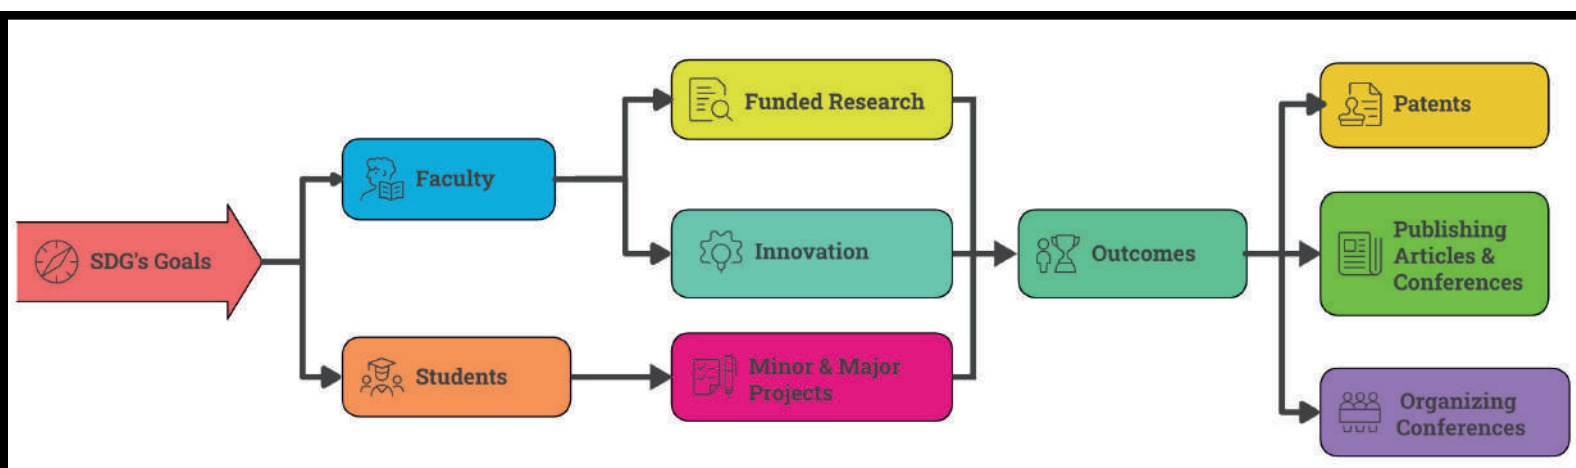 SDG's Goals
Faculty
Students
Funded Research
Innovation
Minor & Major
Projects
Outcomes
Patents
Publishing
Articles &
Conferences
Organizing
Conferences